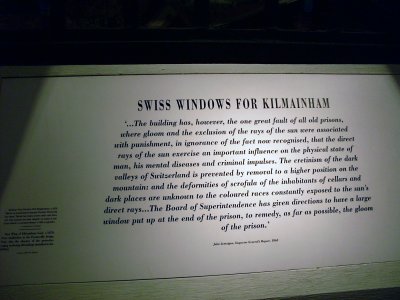 SWISS WINDOWS FOR KILMAINHAM
'...The building has, however, the one great fault of all old prisons,
where gloom and the exclusion of the rays of the sun were associated
with punishment, in ignorance of the fact now recognised, that the direct
rays of the sun exercise an important influence on the physical state of
man, his mental diseases and criminal impulses. The cretinism of the dark
valleys of Switzerland is prevented by removal to a higher position on the
mountain: and the deformities of scrofula of the inhabitants of cellars and
dark places are unknown to the coloured races constantly exposed to the sun's
direct rays...The Board of Superintendence has given directions to have a large
window put up at the end of the prison, to remedy, as far as possible, the gloom
of the prison.'